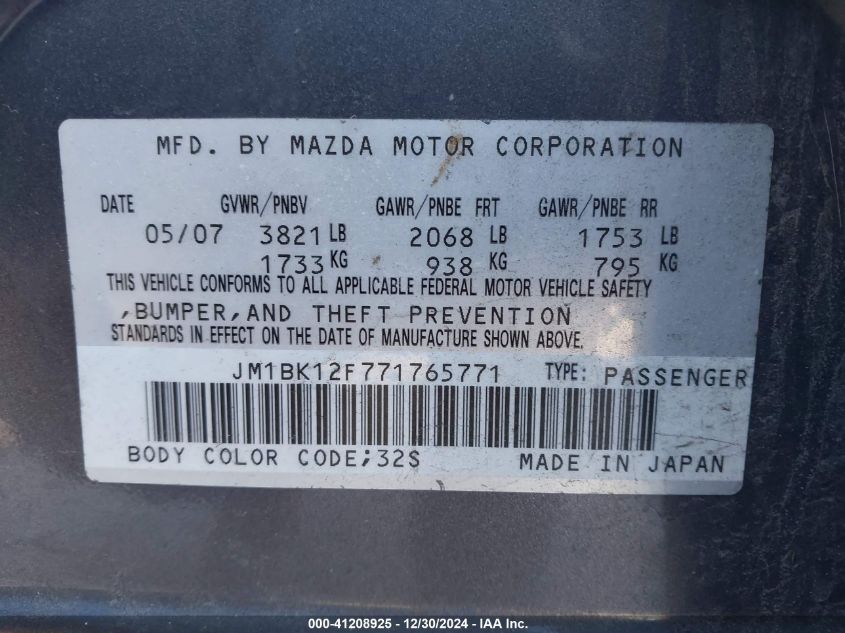 MFD. BY MAZDA MOTOR CORPORATION
DATE GVWR/PNBV GAWR/PNBE FRT GAWR/PNBE RR
05/07 3821 LB 2068 LB 1753 LB
1733 KG 938 KG 795 KG
THIS VEHICLE CONFORMS TO ALL APPLICABLE FEDERAL MOTOR VEHICLE SAFETY
,BUMPER,AND THEFT PREVENTION
STANDARDS IN EFFECT ON THE DATE OF MANUFACTURE SHOWN ABOVE.
JM1BK12F771765771 TYPE: PASSENGER
BODY COLOR CODE;32S MADE IN JAPAN
000-41208925 - 12/30/2024 - IAA Inc.